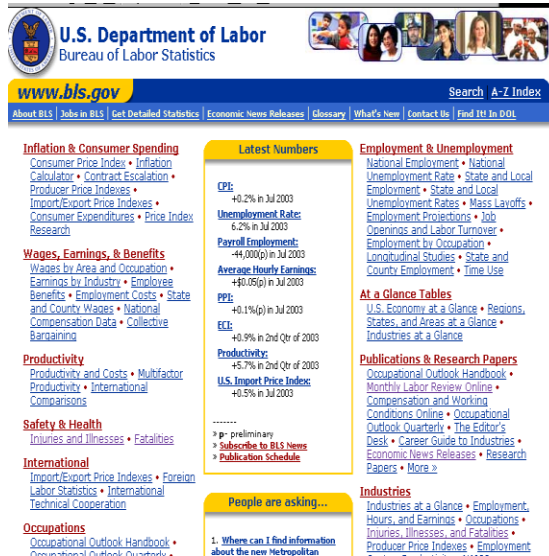 U.S. Department of Labor
Bureau of Labor Statistics
www.bls.gov
Search A-Z Index
About BLS | Jobs in BLS | Get Detailed Statistics | Economic News Releases | Glossary | What's New | Contact Us | Find It! In DOL
Inflation & Consumer Spending
Consumer Price Index • Inflation
Calculator • Contract Escalation •
Producer Price Indexes •
Import/Export Price Indexes •
Consumer Expenditures • Price Index
Research
Wages, Earnings, & Benefits
Wages by Area and Occupation •
Earnings by Industry • Employee
Benefits • Employment Costs • State
and County Wages • National
Compensation Data • Collective
Bargaining
Productivity
Productivity and Costs • Multifactor
Productivity • International
Comparisons
Safety & Health
Injuries and Illnesses • Fatalities
International
Import/Export Price Indexes • Foreign
Labor Statistics • International
Technical Cooperation
Occupations
Occupational Outlook Handbook •
Occupational Outlook Quarterly •
Latest Numbers
CPI:
+0.2% in Jul 2003
Unemployment Rate:
6.2% in Jul 2003
Payroll Employment:
-44,000(p) in Jul 2003
Average Hourly Earnings:
+$0.05(p) in Jul 2003
PPI:
+0.1%(p) in Jul 2003
ECI:
+0.9% in 2nd Qtr of 2003
Productivity:
+5.7% in 2nd Qtr of 2003
U.S. Import Price Index:
+0.5% in Jul 2003
-------
» p- preliminary
» Subscribe to BLS News
» Publication Schedule
People are asking...
1. Where can I find information
about the new Metropolitan
Employment & Unemployment
National Employment • National
Unemployment Rate • State and Local
Employment • State and Local
Unemployment Rates • Mass Layoffs •
Employment Projections • Job
Openings and Labor Turnover •
Employment by Occupation •
Longitudinal Studies • State and
County Employment • Time Use
At a Glance Tables
U.S. Economy at a Glance • Regions,
States, and Areas at a Glance •
Industries at a Glance
Publications & Research Papers
Occupational Outlook Handbook •
Monthly Labor Review Online •
Compensation and Working
Conditions Online • Occupational
Outlook Quarterly • The Editor's
Desk • Career Guide to Industries •
Economic News Releases • Research
Papers • More »
Industries
Industries at a Glance • Employment,
Hours, and Earnings • Occupations •
Injuries, Illnesses, and Fatalities •
Producer Price Indexes • Employment